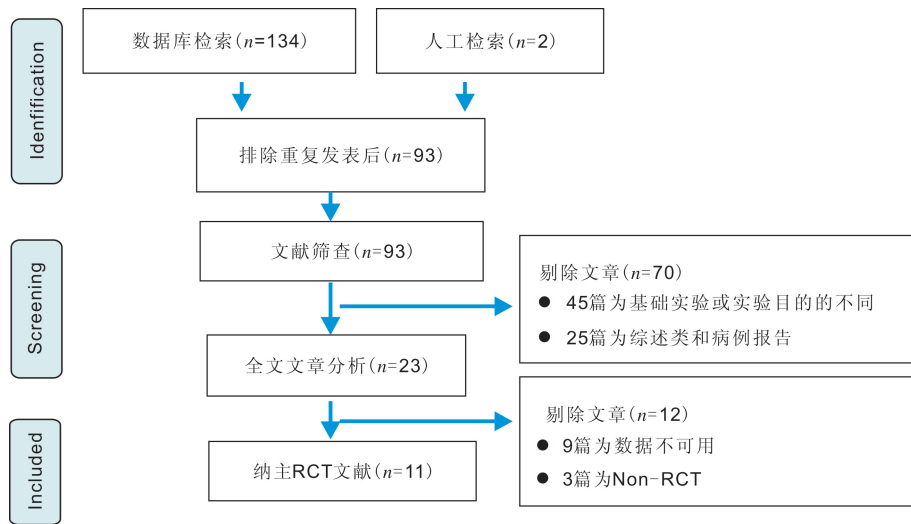 Idenfification
数据库检索(n=134)
人工检索(n=2)
排除重复发表后(n=93)
Screening
文献筛查(n=93)
剔除文章(n=70)
● 45篇为基础实验或实验目的的不同
● 25篇为综述类和病例报告
全文文章分析(n=23)
Included
剔除文章(n=12)
● 9篇为数据不可用
● 3篇为Non-RCT
纳主RCT文献(n=11)